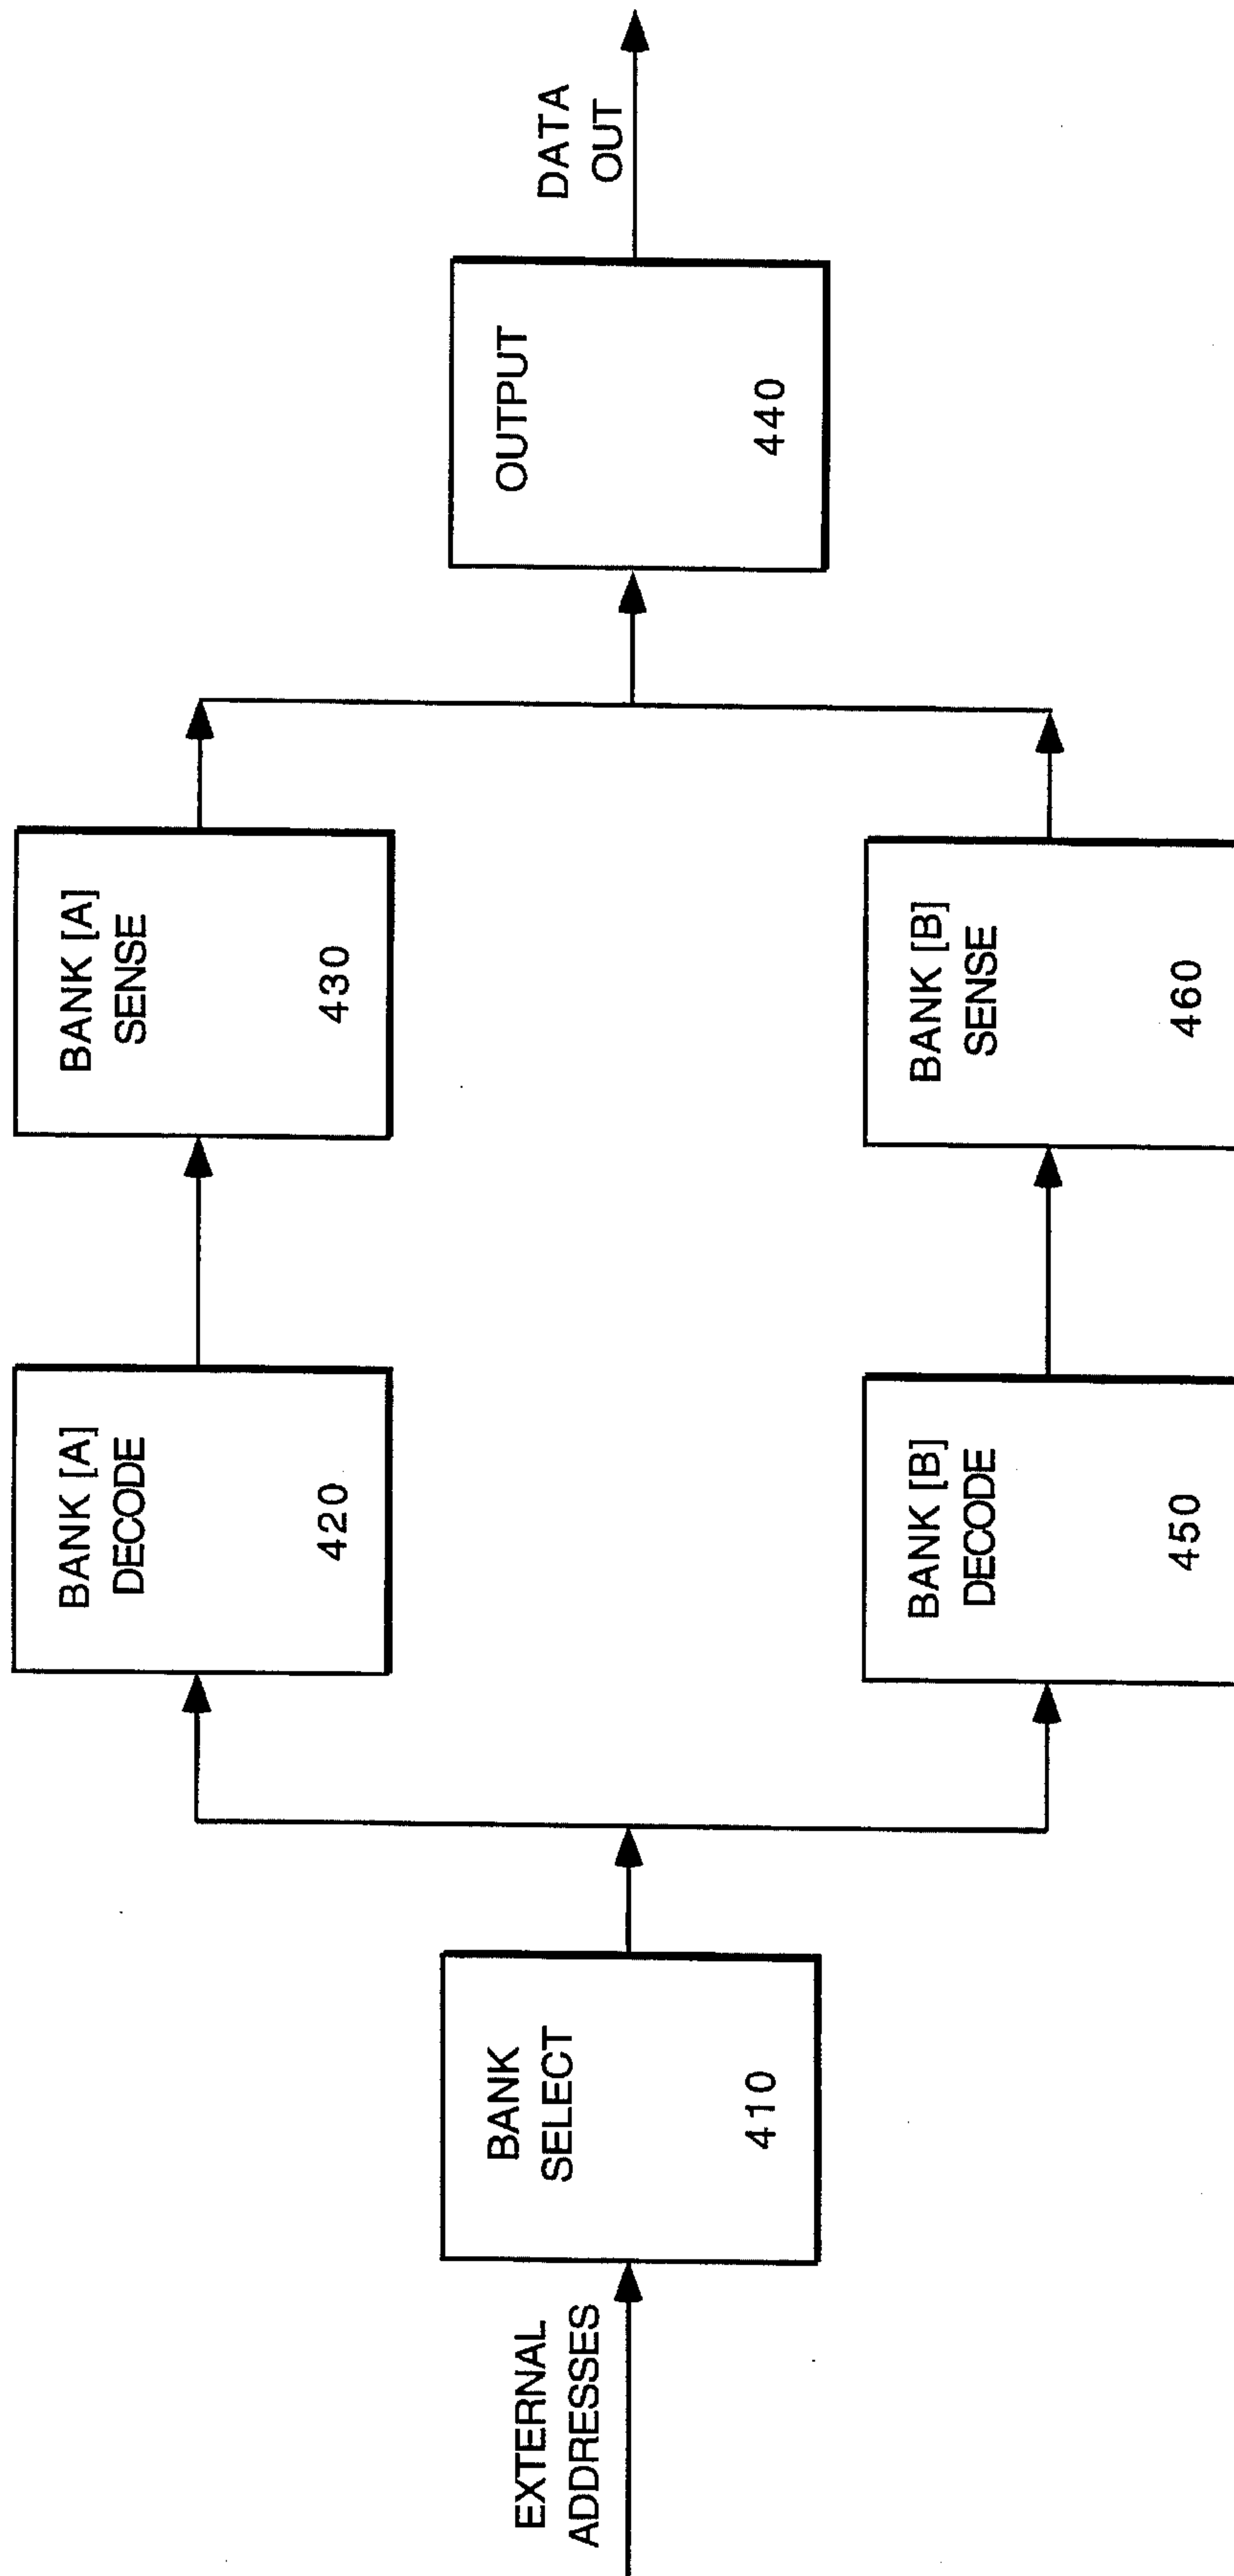 EXTERNAL
ADDRESSES
BANK
SELECT
410
BANK [A]
DECODE
420
BANK [A]
SENSE
430
BANK [B]
DECODE
450
BANK [B]
SENSE
460
OUTPUT
440
DATA
OUT